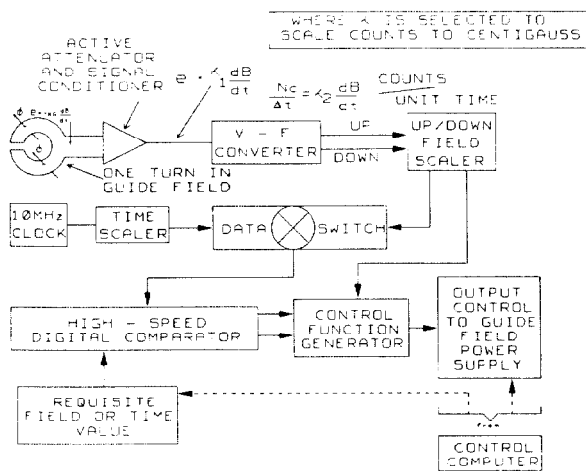 WHERE K IS SELECTED TO
SCALE COUNTS TO CENTIGAUSS
ACTIVE
ATTENLATOR
AND SIGNAL
CONDITIONER
e = K₁ dB/dt
Nc/Δt = K₂ dB/dt
COUNTS
UNIT TIME
V - F
CONVERTER
UP
DOWN
UP/DOWN
FIELD
SCALER
ONE TURN IN
GUIDE FIELD
10MHz
CLOCK
TIME
SCALER
DATA
SWITCH
HIGH - SPEED
DIGITAL COMPARATOR
CONTROL
FUNCTION
GENERATOR
OUTPUT
CONTROL
TO GUIDE
FIELD
POWER
SUPPLY
REQUISITE
FIELD OR TIME
VALUE
from
CONTROL
COMPUTER